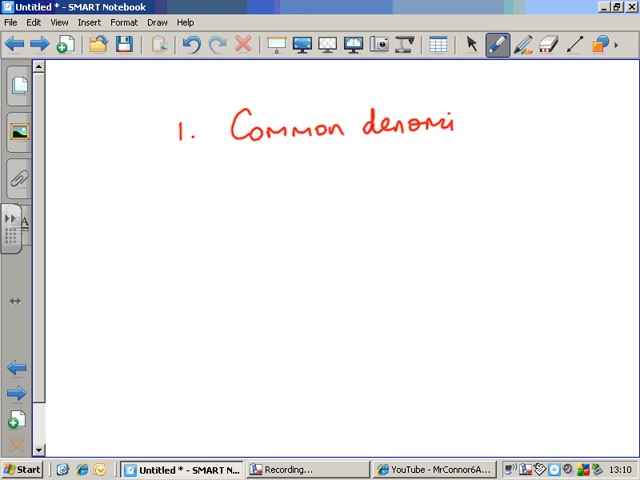 Untitled * - SMART Notebook
File Edit View Insert Format Draw Help
1. Common denomi
A
Start
Untitled * - SMART N...
Recording...
YouTube - MrConnor6A...
13:10